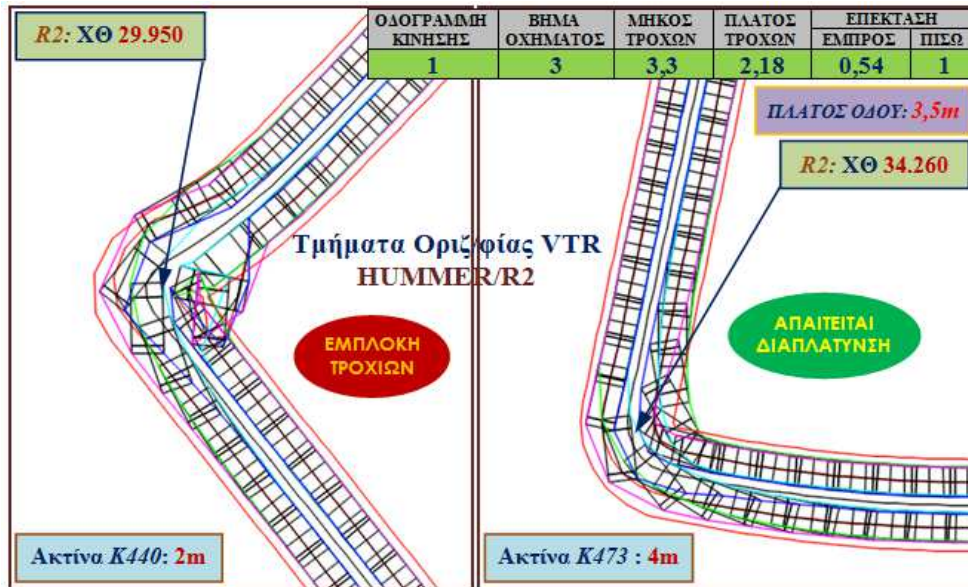 R2: ΧΘ 29.950
ΟΔΟΓΡΑΜΜΗ ΚΙΝΗΣΗΣ ΒΗΜΑ ΟΧΗΜΑΤΟΣ ΜΗΚΟΣ ΤΡΟΧΩΝ ΠΛΑΤΟΣ ΤΡΟΧΩΝ ΕΠΕΚΤΑΣΗ
ΕΜΠΡΟΣ ΠΙΣΩ
1 3 3,3 2,18 0,54 1
ΠΛΑΤΟΣ ΟΔΟΥ: 3,5m
R2: ΧΘ 34.260
Τμήματα Οριζ/φίας VTR
HUMMER/R2
ΕΜΠΛΟΚΗ
ΤΡΟΧΙΩΝ
ΑΠΑΙΤΕΙΤΑΙ
ΔΙΑΠΛΑΤΥΝΣΗ
Ακτίνα Κ440: 2m
Ακτίνα Κ473 : 4m